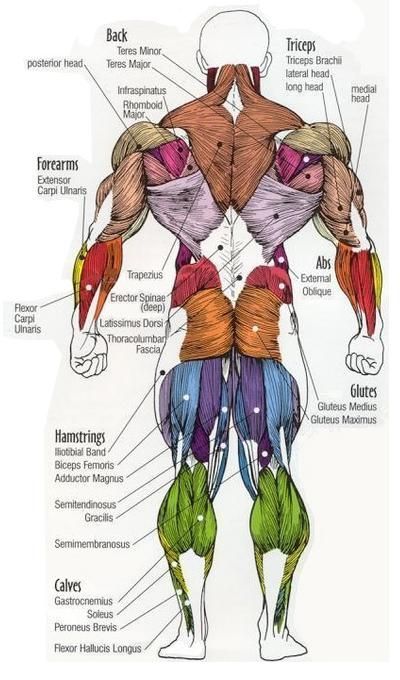 Back
Teres Minor
Teres Major
posterior head
Infraspinatus
Rhomboid
Major
Triceps
Triceps Brachii
lateral head
long head
medial
head
Forearms
Extensor
Carpi Ulnaris
Flexor
Carpi
Ulnaris
Trapezius
Erector Spinae
(deep)
Latissimus Dorsi
Thoracolumbar
Fascia
Abs
External
Oblique
Glutes
Gluteus Medius
Gluteus Maximus
Hamstrings
Iliotibial Band
Biceps Femoris
Adductor Magnus
Semitendinosus
Gracilis
Semimembranosus
Calves
Gastrocnemius
Soleus
Peroneus Brevis
Flexor Hallucis Longus